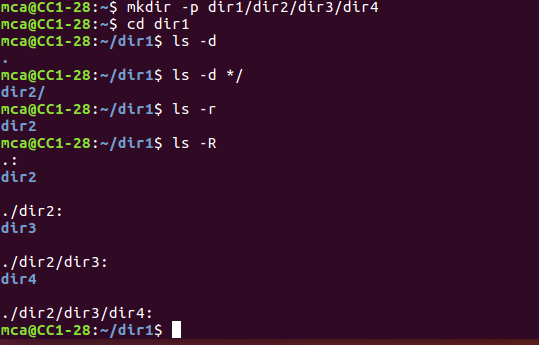 mca@CC1-28:~$ mkdir -p dir1/dir2/dir3/dir4
mca@CC1-28:~$ cd dir1
mca@CC1-28:~/dir1$ ls -d
.
mca@CC1-28:~/dir1$ ls -d */
dir2/
mca@CC1-28:~/dir1$ ls -r
dir2
mca@CC1-28:~/dir1$ ls -R
.:
dir2

./dir2:
dir3

./dir2/dir3:
dir4

./dir2/dir3/dir4:
mca@CC1-28:~/dir1$